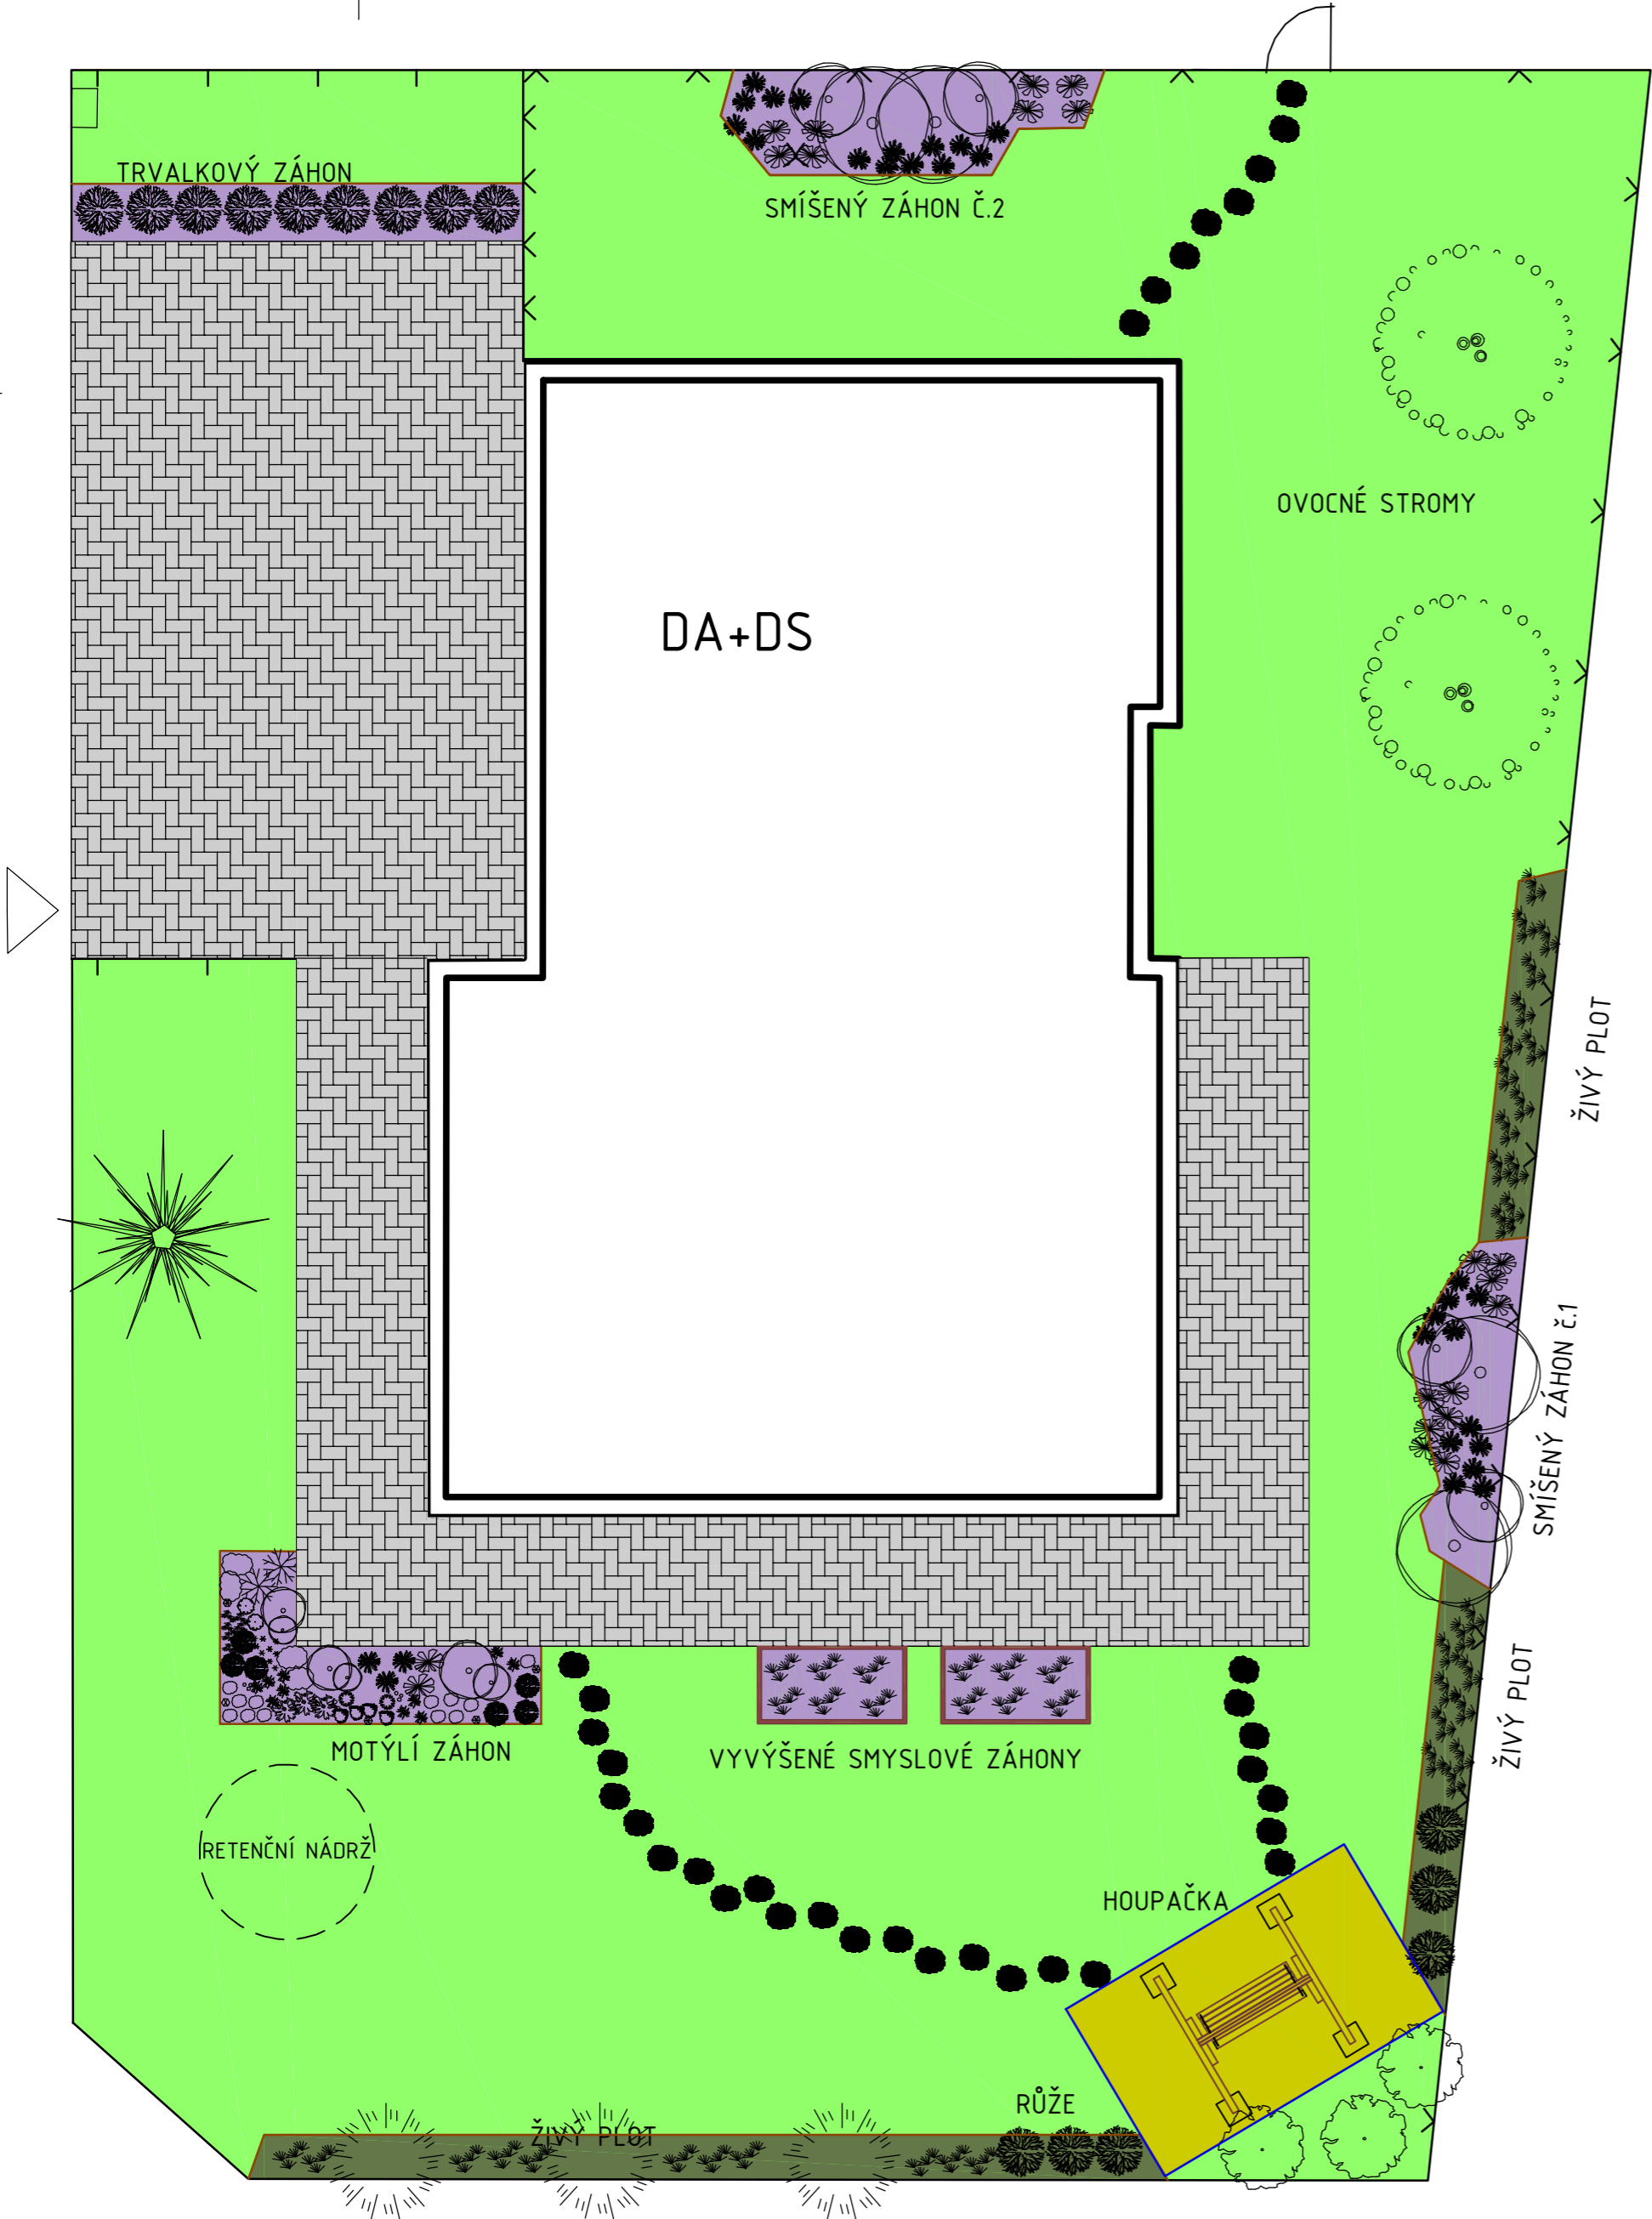 TRVALKOVÝ ZÁHON
SMÍŠENÝ ZÁHON Č.2
OVOCNÉ STROMY
DA+DS
ŽIVÝ PLOT
SMÍŠENÝ ZÁHON č.1
ŽIVÝ PLOT
MOTÝLÍ ZÁHON
VYVÝŠENÉ SMYSLOVÉ ZÁHONY
RETENČNÍ NÁDRŽ
HOUPAČKA
RŮŽE
ŽIVÝ PLOT